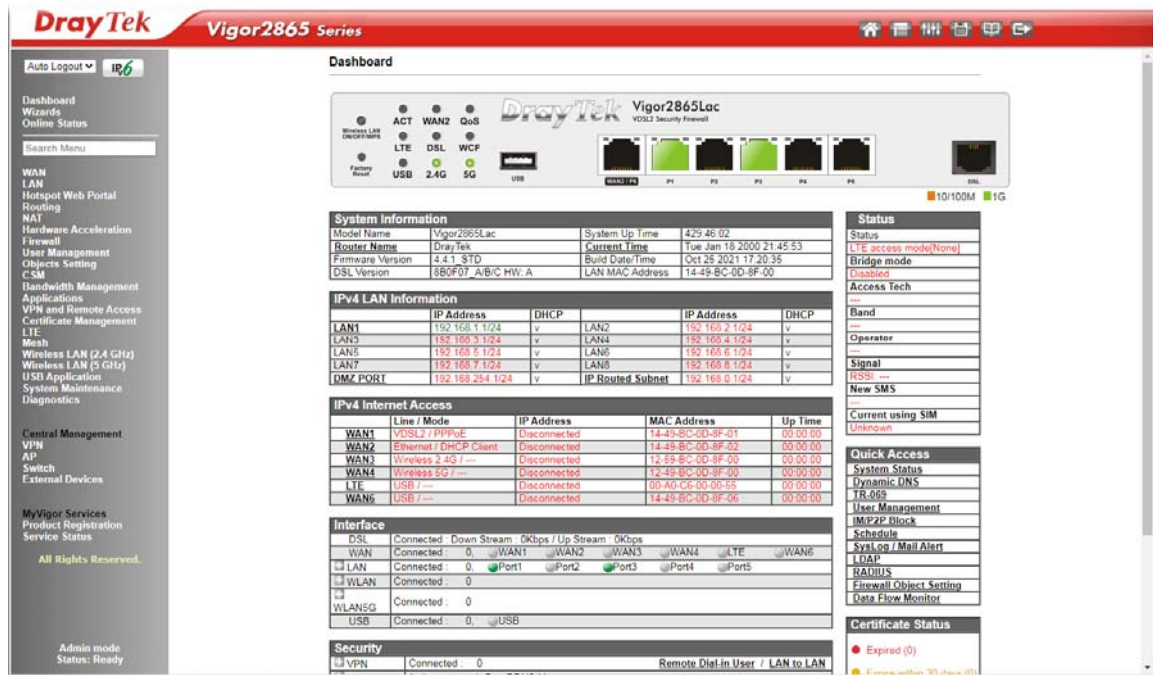 DrayTek
Vigor2865 Series
Auto Logout
IPv6
Dashboard
Wizards
Online Status
Search Menu
WAN
LAN
Hotspot Web Portal
Routing
NAT
Hardware Acceleration
Firewall
User Management
Objects Setting
CSM
Bandwidth Management
Applications
VPN and Remote Access
Certificate Management
LTE
Mesh
Wireless LAN (2.4 GHz)
Wireless LAN (5 GHz)
USB Application
System Maintenance
Diagnostics
Central Management
VPN
AP
Switch
External Devices
MyVigor Services
Product Registration
Service Status
All Rights Reserved.
Admin mode
Status: Ready
Dashboard
Wireless LAN
ON/OFF/WPS
Factory
Reset
ACT WAN2 QoS
LTE DSL WCF
USB 2.4G 5G
DrayTek
Vigor2865Lac
VDSL2 Security Firewall
USB
WAN2 / P6 P1 P2 P3 P4 P5 DSL
10/100M 1G
System Information
Model Name Vigor2865Lac System Up Time 429:46:02
Router Name DrayTek Current Time Tue Jan 18 2000 21:45:53
Firmware Version 4.4.1_STD Build Date/Time Oct 25 2021 17:20:35
DSL Version 8B0F07_A/B/C HW: A LAN MAC Address 14-49-BC-0D-8F-00
IPv4 LAN Information
IP Address DHCP IP Address DHCP
LAN1 192.168.1.1/24 v LAN2 192.168.2.1/24 v
LAN3 192.168.3.1/24 v LAN4 192.168.4.1/24 v
LAN5 192.168.5.1/24 v LAN6 192.168.6.1/24 v
LAN7 192.168.7.1/24 v LAN8 192.168.8.1/24 v
DMZ PORT 192.168.254.1/24 v IP Routed Subnet 192.168.0.1/24 v
IPv4 Internet Access
Line / Mode IP Address MAC Address Up Time
WAN1 VDSL2 / PPPoE Disconnected 14-49-BC-0D-8F-01 00:00:00
WAN2 Ethernet / DHCP Client Disconnected 14-49-BC-0D-8F-02 00:00:00
WAN3 Wireless 2.4G / --- Disconnected 12-59-BC-0D-8F-00 00:00:00
WAN4 Wireless 5G / --- Disconnected 12-49-BC-0D-8F-00 00:00:00
LTE USB / --- Disconnected 00-A0-C6-00-00-55 00:00:00
WAN6 USB / --- Disconnected 14-49-BC-0D-8F-06 00:00:00
Interface
DSL Connected : Down Stream : 0Kbps / Up Stream : 0Kbps
WAN Connected : 0, WAN1 WAN2 WAN3 WAN4 LTE WAN6
LAN Connected : 0, Port1 Port2 Port3 Port4 Port5
WLAN Connected : 0
WLAN5G Connected : 0
USB Connected : 0, USB
Security
VPN Connected : 0 Remote Dial-in User / LAN to LAN
Status
Status
LTE access mode[None]
Bridge mode
Disabled
Access Tech
---
Band
---
Operator
---
Signal
RSSI: ---
New SMS
---
Current using SIM
Unknown
Quick Access
System Status
Dynamic DNS
TR-069
User Management
IM/P2P Block
Schedule
SysLog / Mail Alert
LDAP
RADIUS
Firewall Object Setting
Data Flow Monitor
Certificate Status
Expired (0)
Expire within 30 days (0)